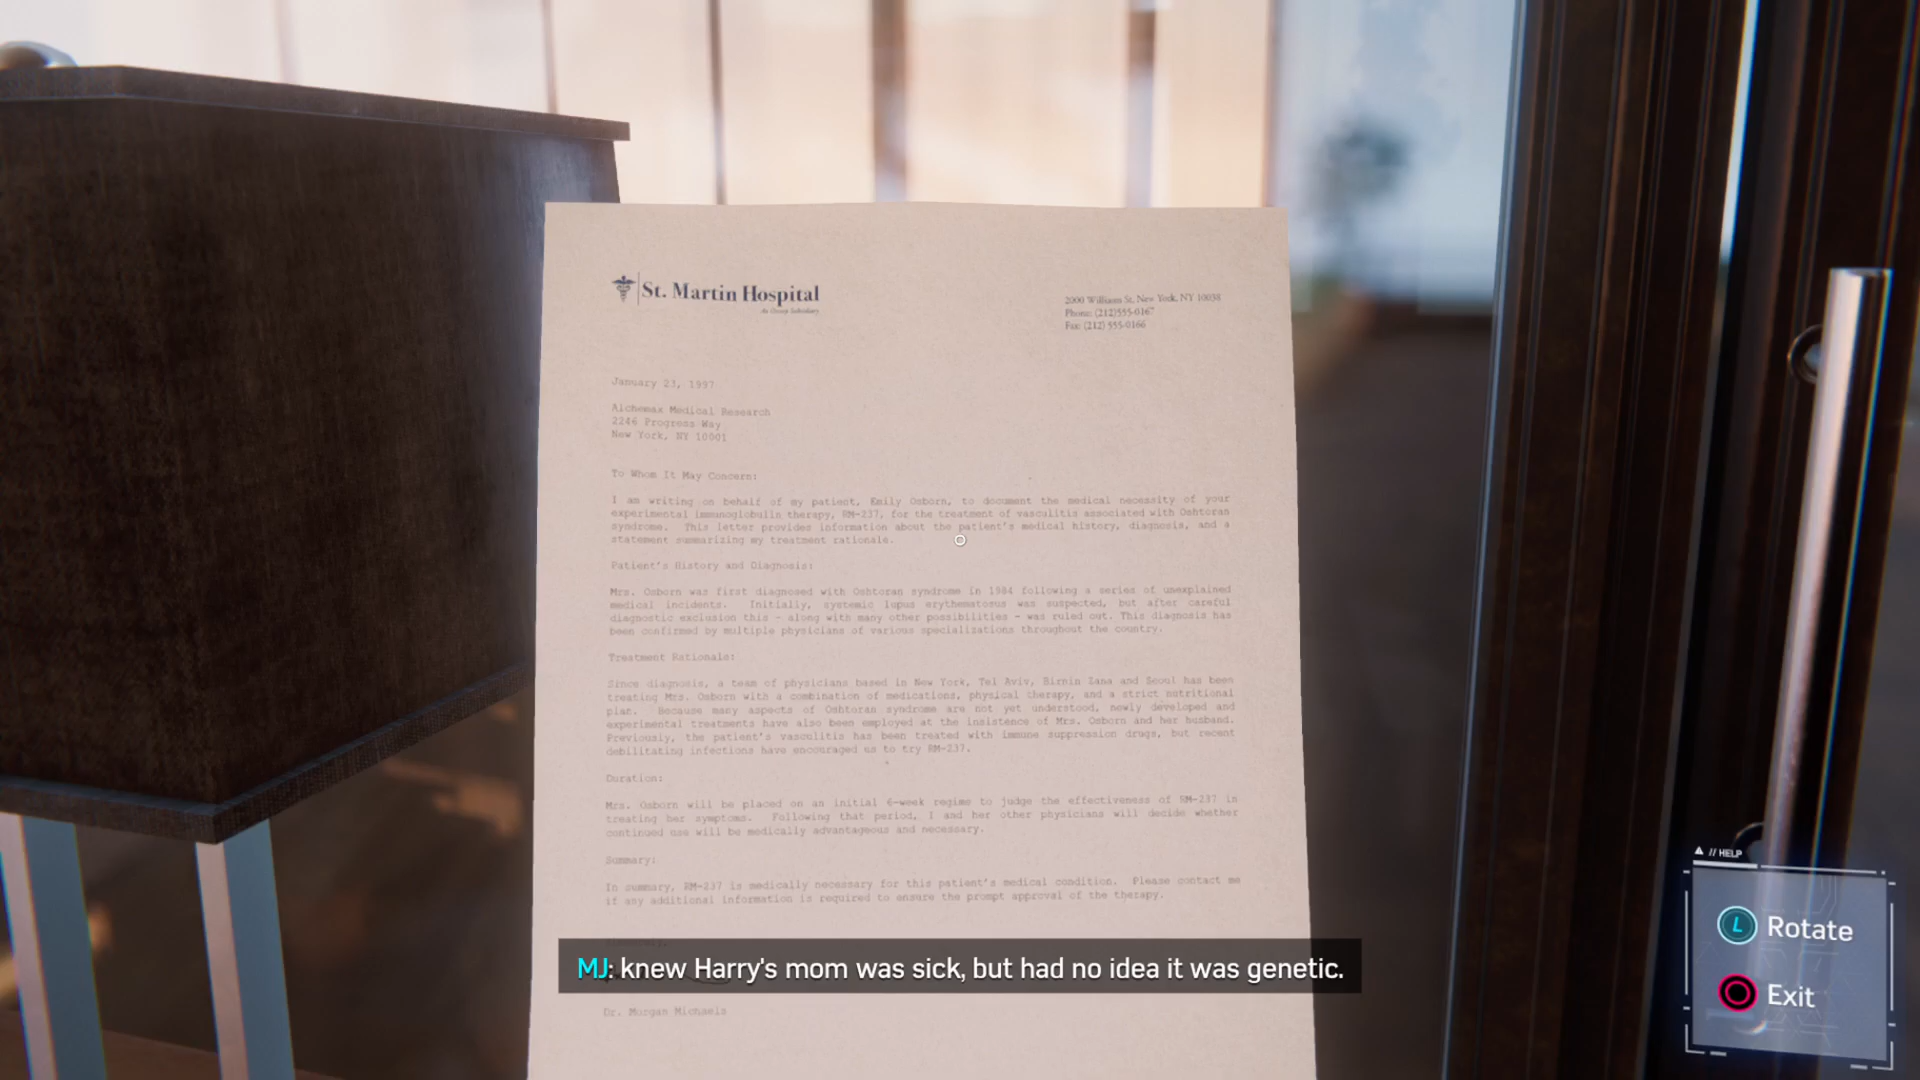 St. Martin Hospital
An Oscorp Subsidiary
2000 Williams St, New York, NY 10038
Phone: (212)555-0167
Fax: (212) 555-0166
January 23, 1997
Alchemax Medical Research
2246 Progress Way
New York, NY 10001
To Whom It May Concern:
I am writing on behalf of my patient, Emily Osborn, to document the medical necessity of your
experimental immunoglobulin therapy, RM-237, for the treatment of vasculitis associated with Oshtoran
syndrome. This letter provides information about the patient's medical history, diagnosis, and a
statement summarizing my treatment rationale.
Patient's History and Diagnosis:
Mrs. Osborn was first diagnosed with Oshtoran syndrome in 1984 following a series of unexplained
medical incidents. Initially, systemic lupus erythematosus was suspected, but after careful
diagnostic exclusion this - along with many other possibilities - was ruled out. This diagnosis has
been confirmed by multiple physicians of various specializations throughout the country.
Treatment Rationale:
Since diagnosis, a team of physicians based in New York, Tel Aviv, Birnin Zana and Seoul has been
treating Mrs. Osborn with a combination of medications, physical therapy, and a strict nutritional
plan. Because many aspects of Oshtoran syndrome are not yet understood, newly developed and
experimental treatments have also been employed at the insistence of Mrs. Osborn and her husband.
Previously, the patient's vasculitis has been treated with immune suppression drugs, but recent
debilitating infections have encouraged us to try RM-237.
Duration:
Mrs. Osborn will be placed on an initial 6-week regime to judge the effectiveness of RM-237 in
treating her symptoms. Following that period, I and her other physicians will decide whether
continued use will be medically advantageous and necessary.
Summary:
In summary, RM-237 is medically necessary for this patient's medical condition. Please contact me
if any additional information is required to ensure the prompt approval of the therapy.
MJ: knew Harry's mom was sick, but had no idea it was genetic.
Dr. Morgan Michaels
// HELP
L Rotate
Exit